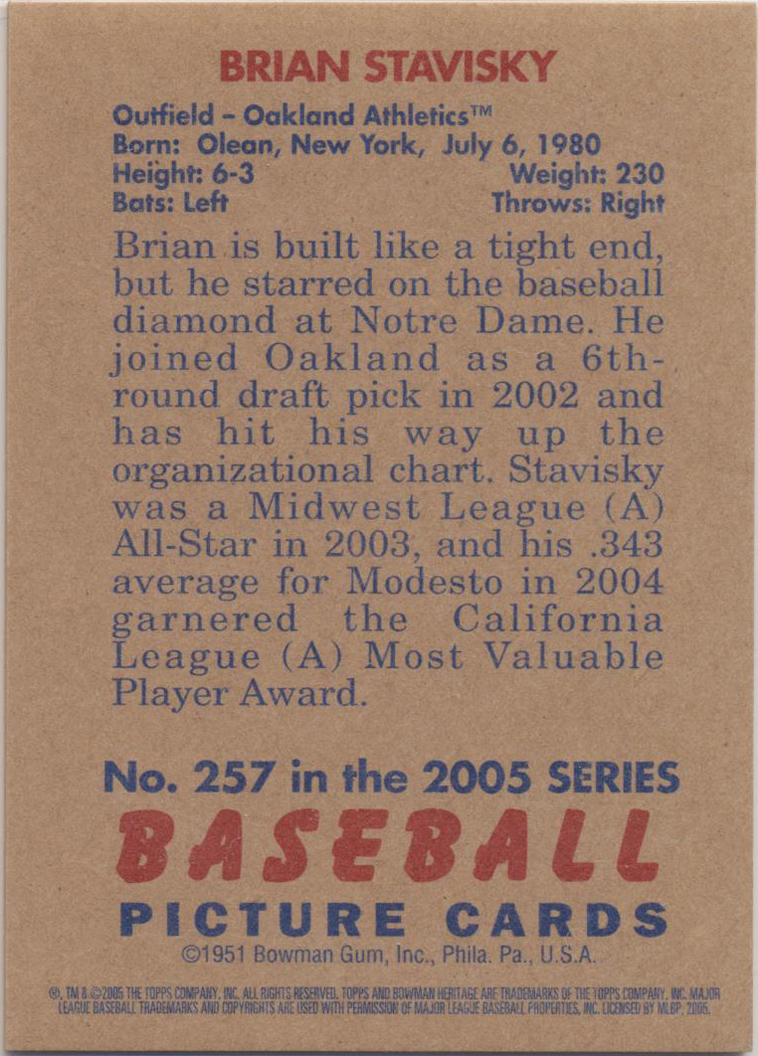 BRIAN STAVISKY
Outfield – Oakland Athletics™
Born: Olean, New York, July 6, 1980
Height: 6-3 Weight: 230
Bats: Left Throws: Right
Brian is built like a tight end,
but he starred on the baseball
diamond at Notre Dame. He
joined Oakland as a 6th-
round draft pick in 2002 and
has hit his way up the
organizational chart. Stavisky
was a Midwest League (A)
All-Star in 2003, and his .343
average for Modesto in 2004
garnered the California
League (A) Most Valuable
Player Award.
No. 257 in the 2005 SERIES
BASEBALL
PICTURE CARDS
©1951 Bowman Gum, Inc., Phila. Pa., U.S.A.
®, TM & ©2005 THE TOPPS COMPANY, INC. ALL RIGHTS RESERVED. TOPPS AND BOWMAN HERITAGE ARE TRADEMARKS OF THE TOPPS COMPANY, INC. MAJOR
LEAGUE BASEBALL TRADEMARKS AND COPYRIGHTS ARE USED WITH PERMISSION OF MAJOR LEAGUE BASEBALL PROPERTIES, INC. LICENSED BY MLBP, 2005.